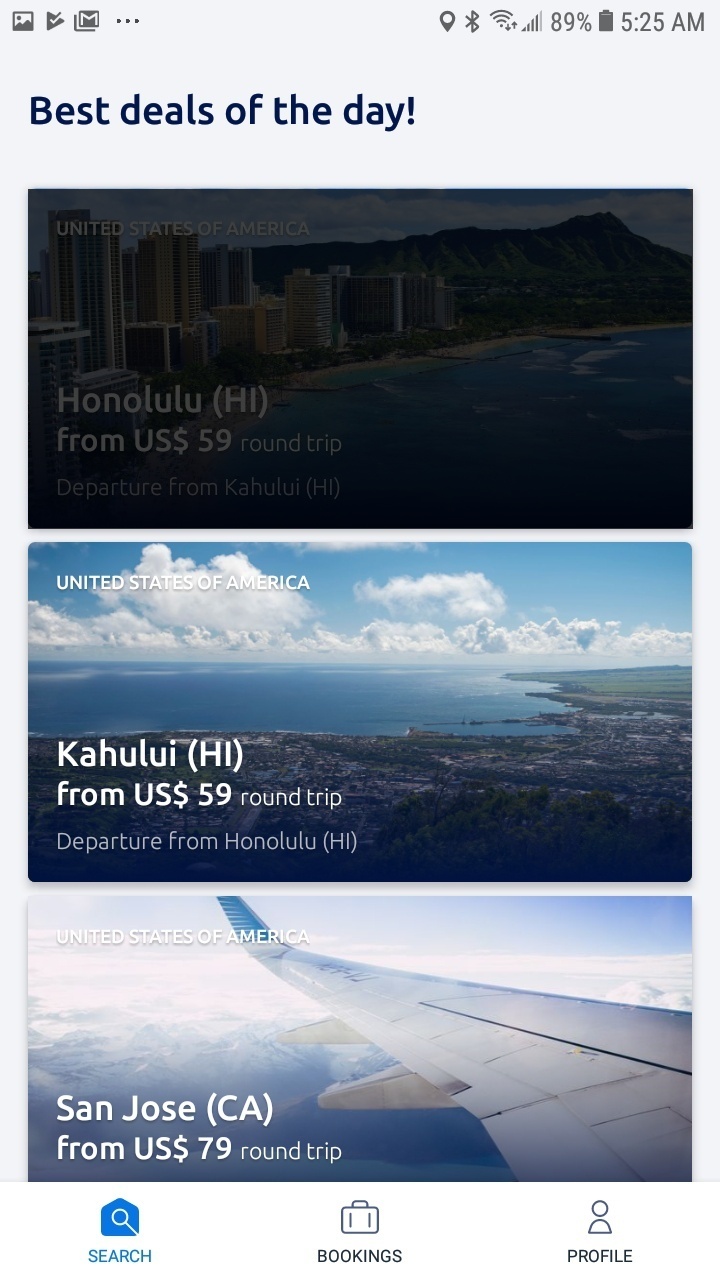 89% 5:25 AM
Best deals of the day!
UNITED STATES OF AMERICA
Honolulu (HI)
from US$ 59 round trip
Departure from Kahului (HI)
UNITED STATES OF AMERICA
Kahului (HI)
from US$ 59 round trip
Departure from Honolulu (HI)
UNITED STATES OF AMERICA
San Jose (CA)
from US$ 79 round trip
SEARCH BOOKINGS PROFILE